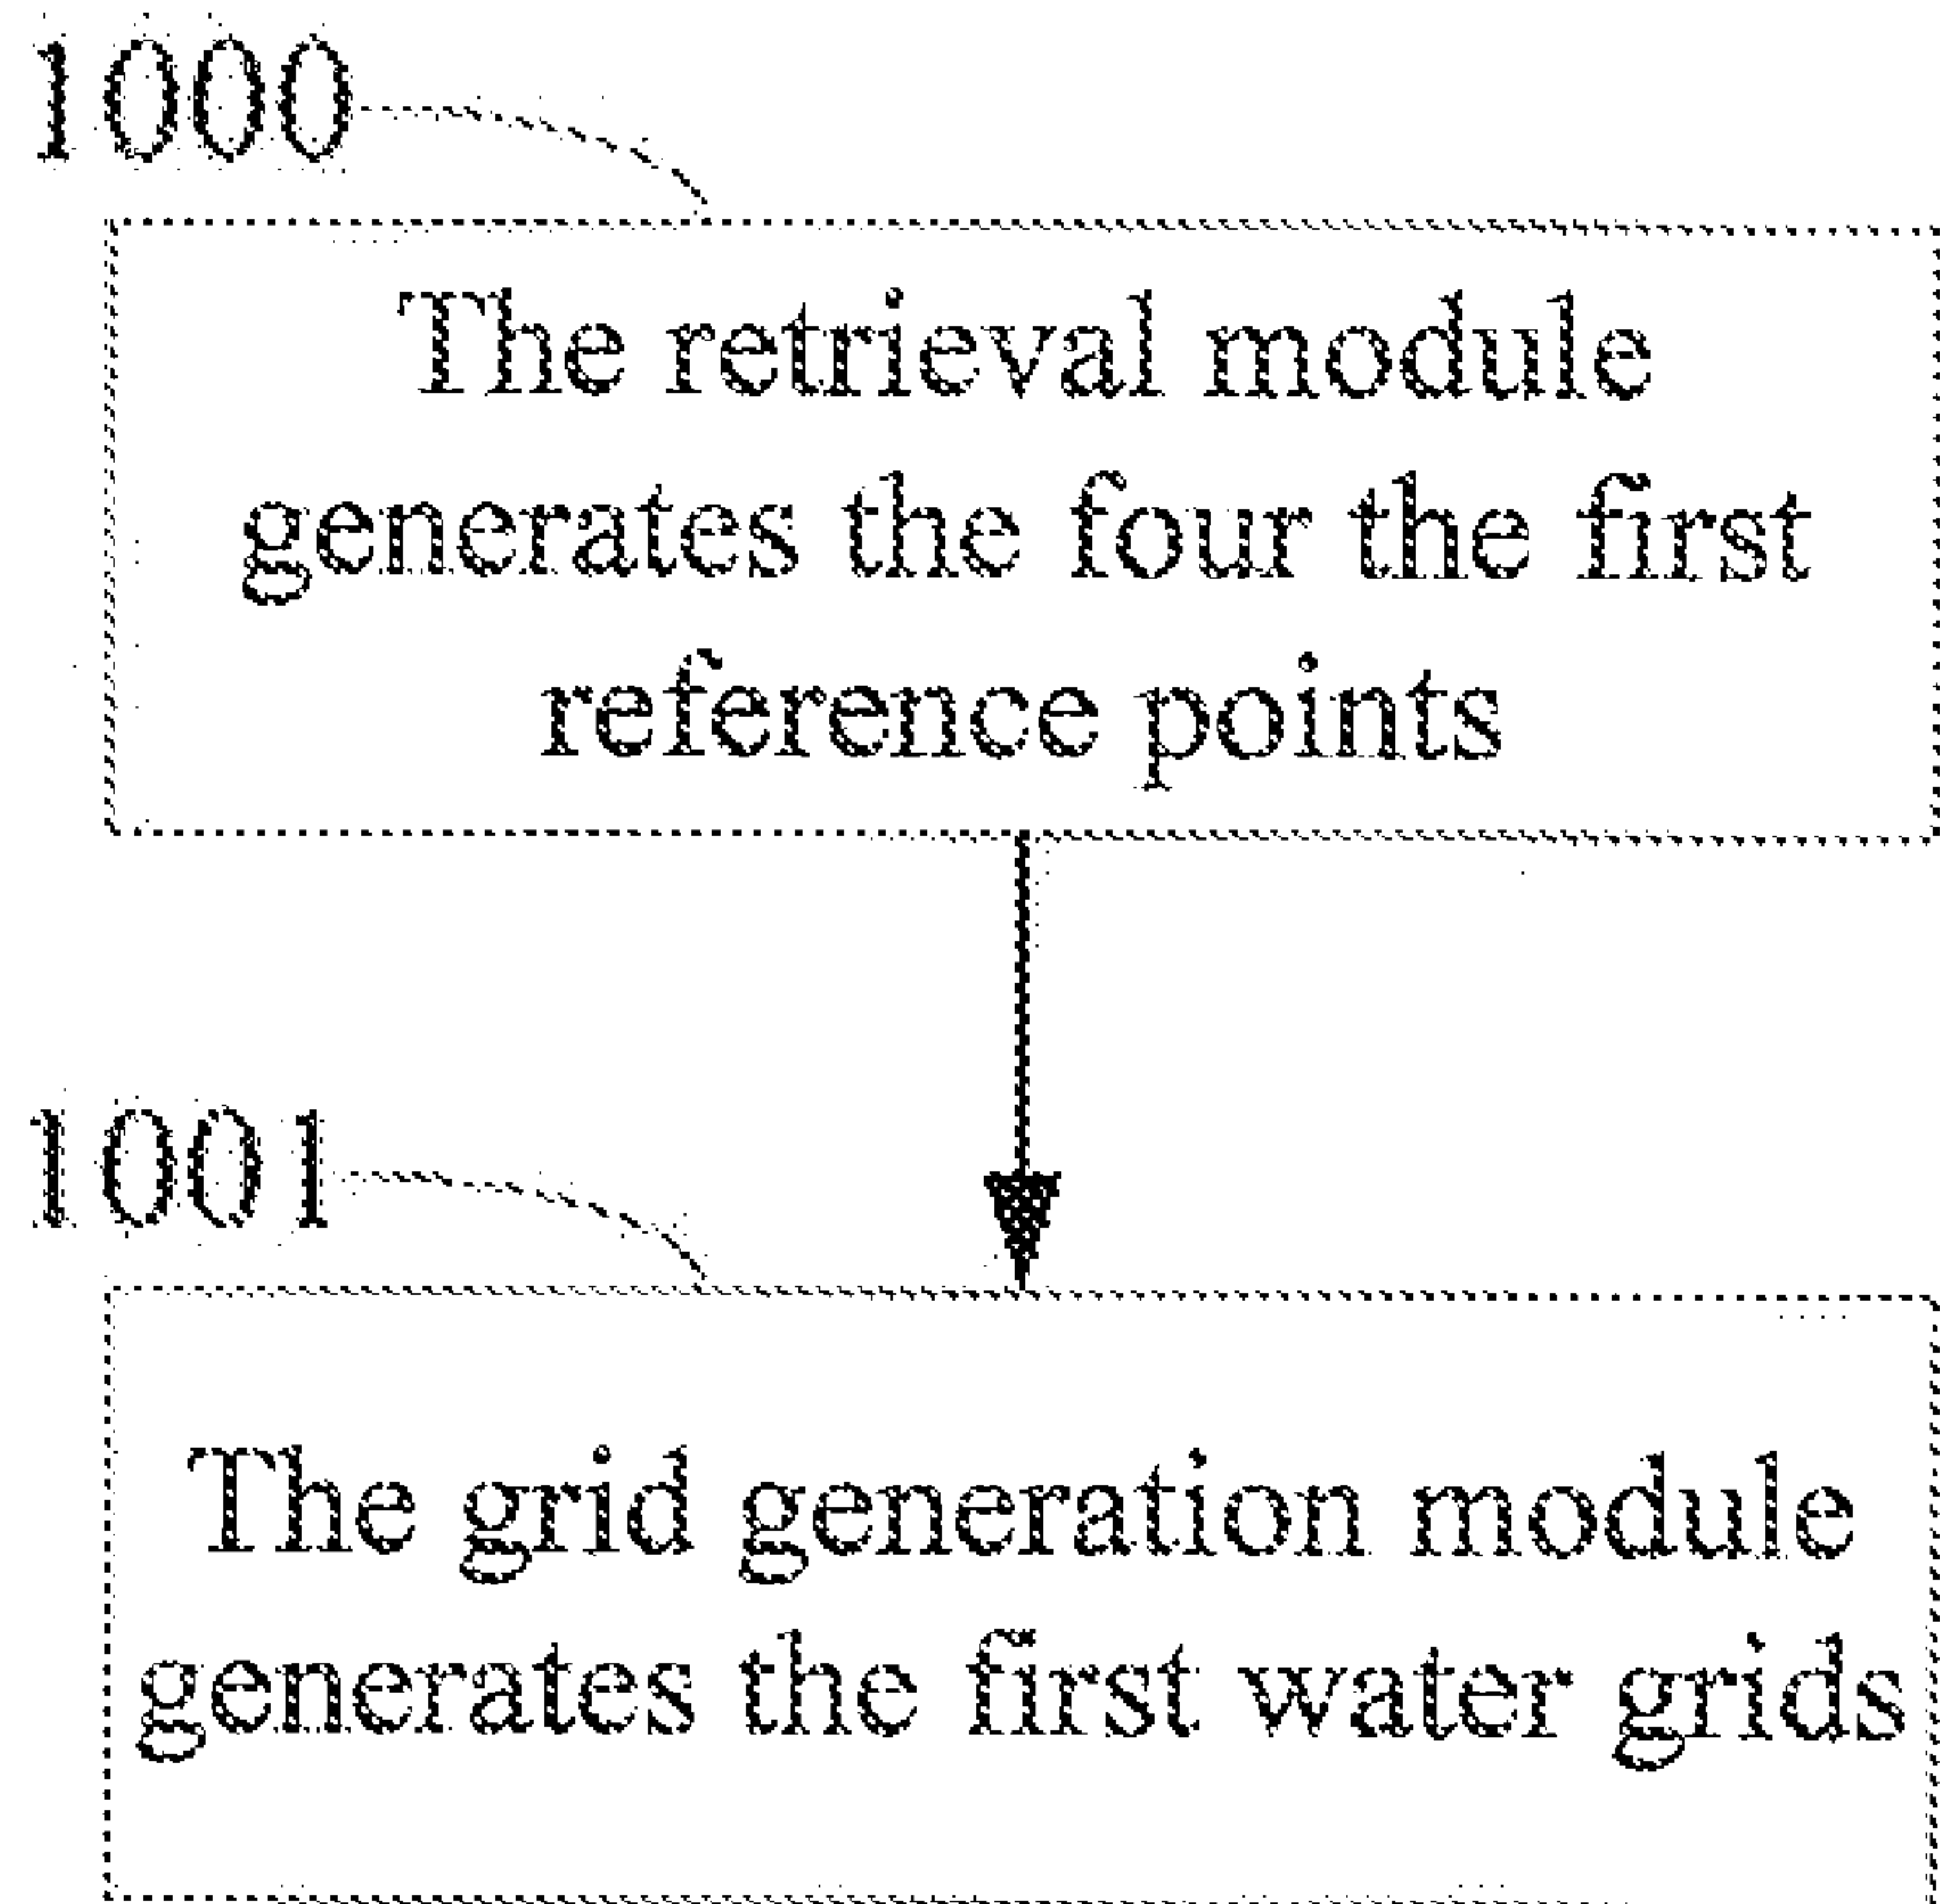 1000
The retrieval module
generates the four the first
reference points
1001
The grid generation module
generates the first water grids